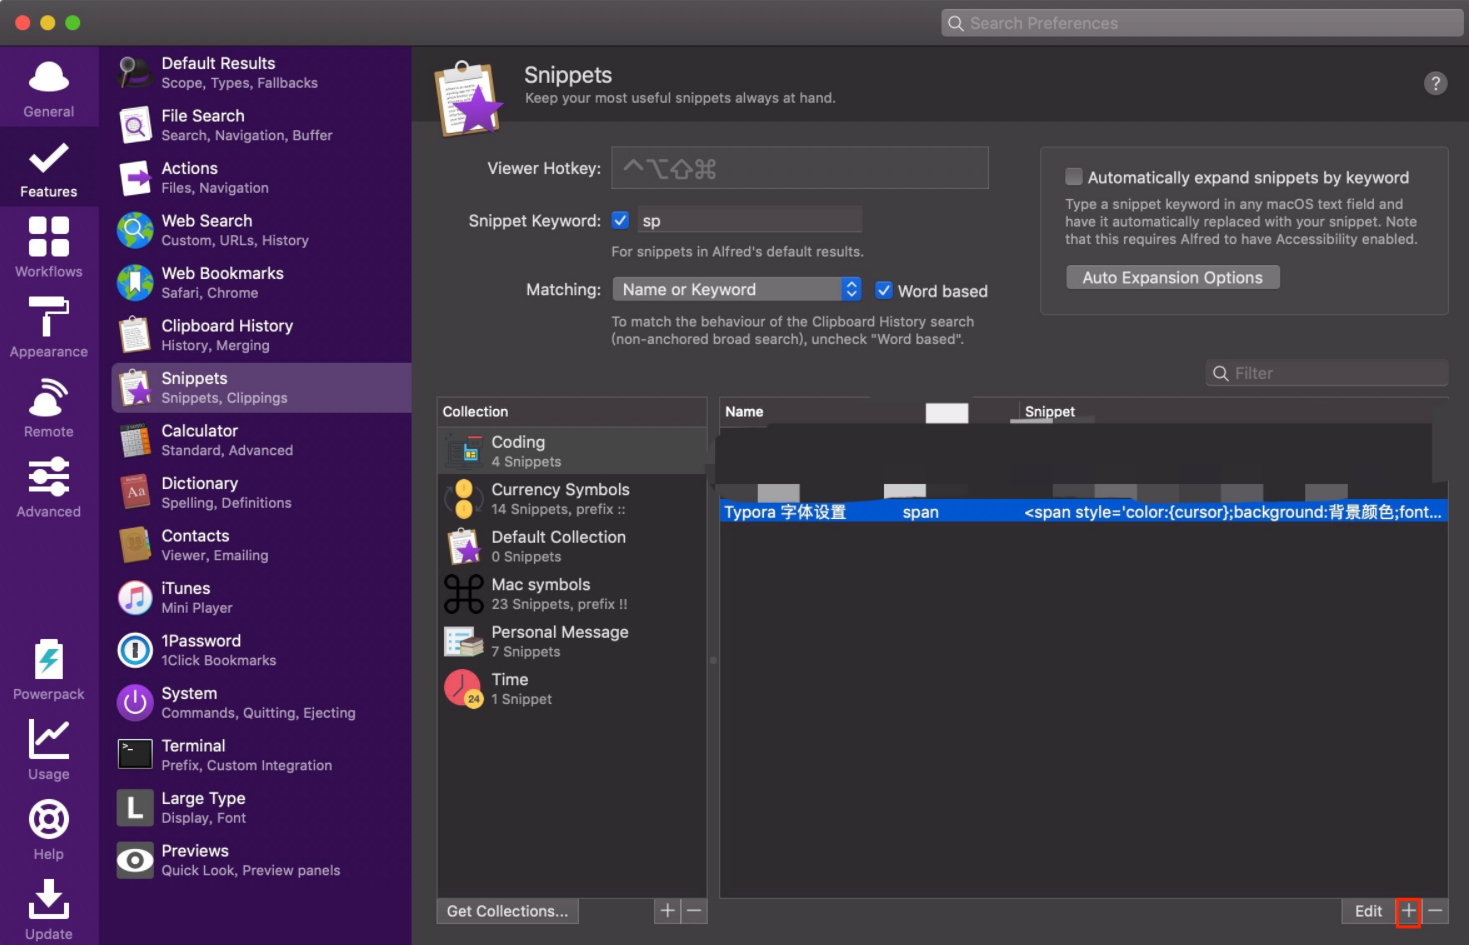 Search Preferences
General
Features
Workflows
Appearance
Remote
Advanced
Powerpack
Usage
Help
Update
Default Results
Scope, Types, Fallbacks
File Search
Search, Navigation, Buffer
Actions
Files, Navigation
Web Search
Custom, URLs, History
Web Bookmarks
Safari, Chrome
Clipboard History
History, Merging
Snippets
Snippets, Clippings
Calculator
Standard, Advanced
Dictionary
Spelling, Definitions
Contacts
Viewer, Emailing
iTunes
Mini Player
1Password
1Click Bookmarks
System
Commands, Quitting, Ejecting
Terminal
Prefix, Custom Integration
Large Type
Display, Font
Previews
Quick Look, Preview panels
Snippets
Keep your most useful snippets always at hand.
?
Viewer Hotkey: ⌃⌥⇧⌘
Snippet Keyword: sp
For snippets in Alfred's default results.
Matching: Name or Keyword Word based
To match the behaviour of the Clipboard History search
(non-anchored broad search), uncheck "Word based".
Automatically expand snippets by keyword
Type a snippet keyword in any macOS text field and
have it automatically replaced with your snippet. Note
that this requires Alfred to have Accessibility enabled.
Auto Expansion Options
Filter
Collection
Coding
4 Snippets
Currency Symbols
14 Snippets, prefix ::
Default Collection
0 Snippets
Mac symbols
23 Snippets, prefix !!
Personal Message
7 Snippets
Time
24
1 Snippet
Get Collections... + −
Name Snippet
Typora 字体设置 span <span style='color:{cursor};background:背景颜色;font...
Edit + −